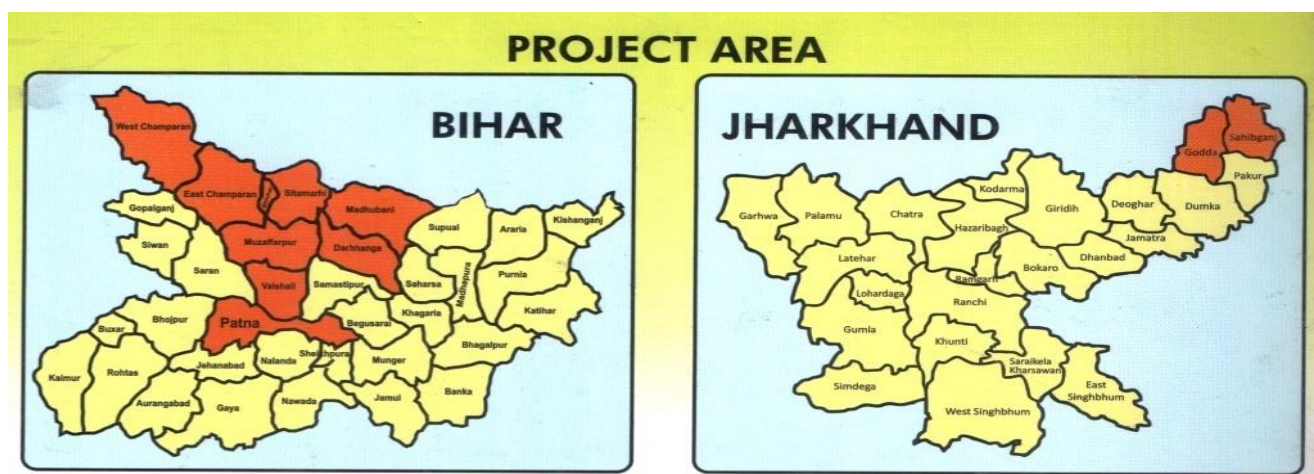 PROJECT AREA
BIHAR
West Champaran
East Champaran
Sitamarhi
Madhubani
Gopalganj
Siwan
Saran
Muzaffarpur
Darbhanga
Supual
Araria
Kishanganj
Vaishali
Samastipur
Saharsa
Madhepura
Purnia
Katihar
Khagaria
Begusarai
Patna
Bhojpur
Buxar
Kaimur
Rohtas
Jehanabad
Nalanda
Sheikhpura
Munger
Bhagalpur
Aurangabad
Gaya
Nawada
Jamui
Banka
JHARKHAND
Sahibganj
Godda
Pakur
Kodarma
Garhwa
Palamu
Chatra
Giridih
Deoghar
Dumka
Hazaribagh
Jamatra
Latehar
Dhanbad
Bokaro
Ramgarh
Lohardaga
Ranchi
Gumla
Khunti
Saraikela
Kharsawan
Simdega
East
Singhbhum
West Singhbhum